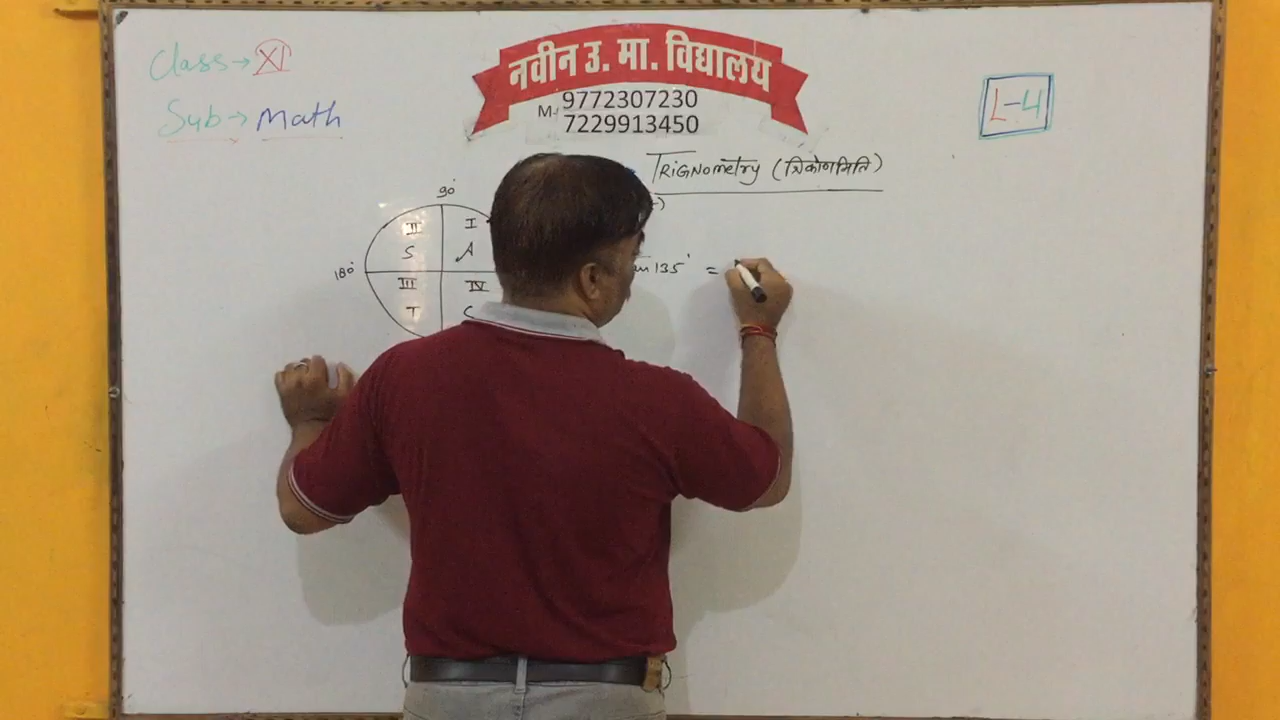 Class → XI
नवीन उ. मा. विद्यालय
M. 9772307230
7229913450
L-4
Sub → Math
TRIGNOMETRY (त्रिकोणमिति)
90°
II
I
S
A
180°
135° =
III
IV
T
C